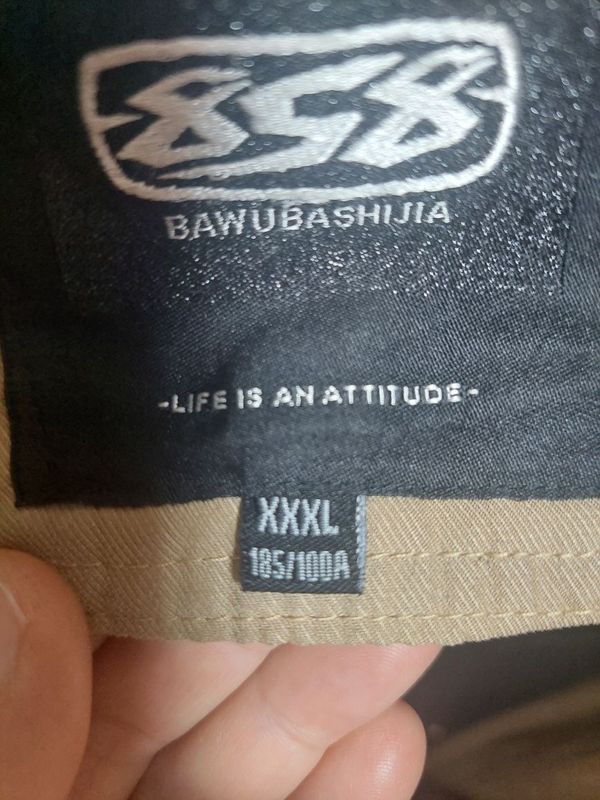 858
BAWUBASHIJIA
-LIFE IS AN ATTITUDE-
XXXL
185/100A